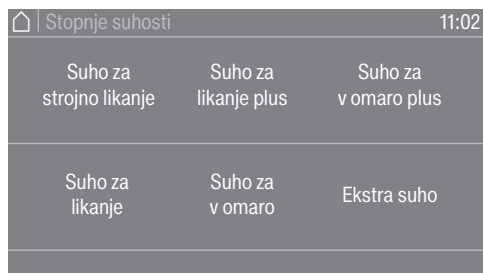 Stopnje suhosti 11:02
Suho za
strojno likanje
Suho za
likanje plus
Suho za
v omaro plus
Suho za
likanje
Suho za
v omaro
Ekstra suho